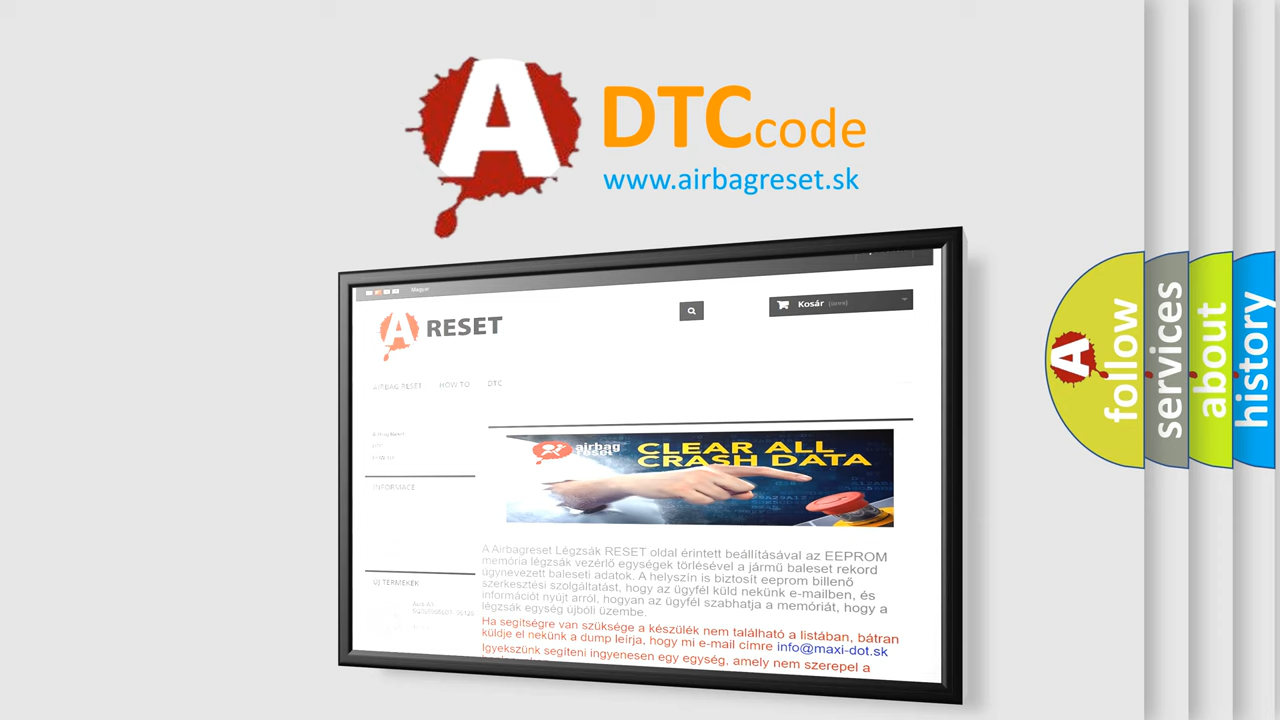 A
DTCcode
www.airbagreset.sk
Magyar
Kosár (üres)
A RESET
AIRBAG RESET HOW TO DTC
INFORMACE
ÚJ TERMÉKEK
airbag
reset
CLEAR ALL
CRASH DATA
A Airbagreset Légzsák RESET oldal érintett beállításával az EEPROM
memória légzsák vezérlő egységek törlésével a jármű baleset rekord
úgynevezett baleseti adatok. A helyszín is biztosít eeprom billenő
szerkesztési szolgáltatást, hogy az ügyfél küld nekünk e-mailben, és
információt nyújt arról, hogyan az ügyfél szabhatja a memóriát, hogy a
légzsák egység újbóli üzembe.
Ha segítségre van szüksége a készülék nem található a listában, bátran
küldje el nekünk a dump leírja, hogy mi e-mail címre info@maxi-dot.sk
Igyekszünk segíteni ingyenesen egy egység, amely nem szerepel a
A
follow
services
about
history